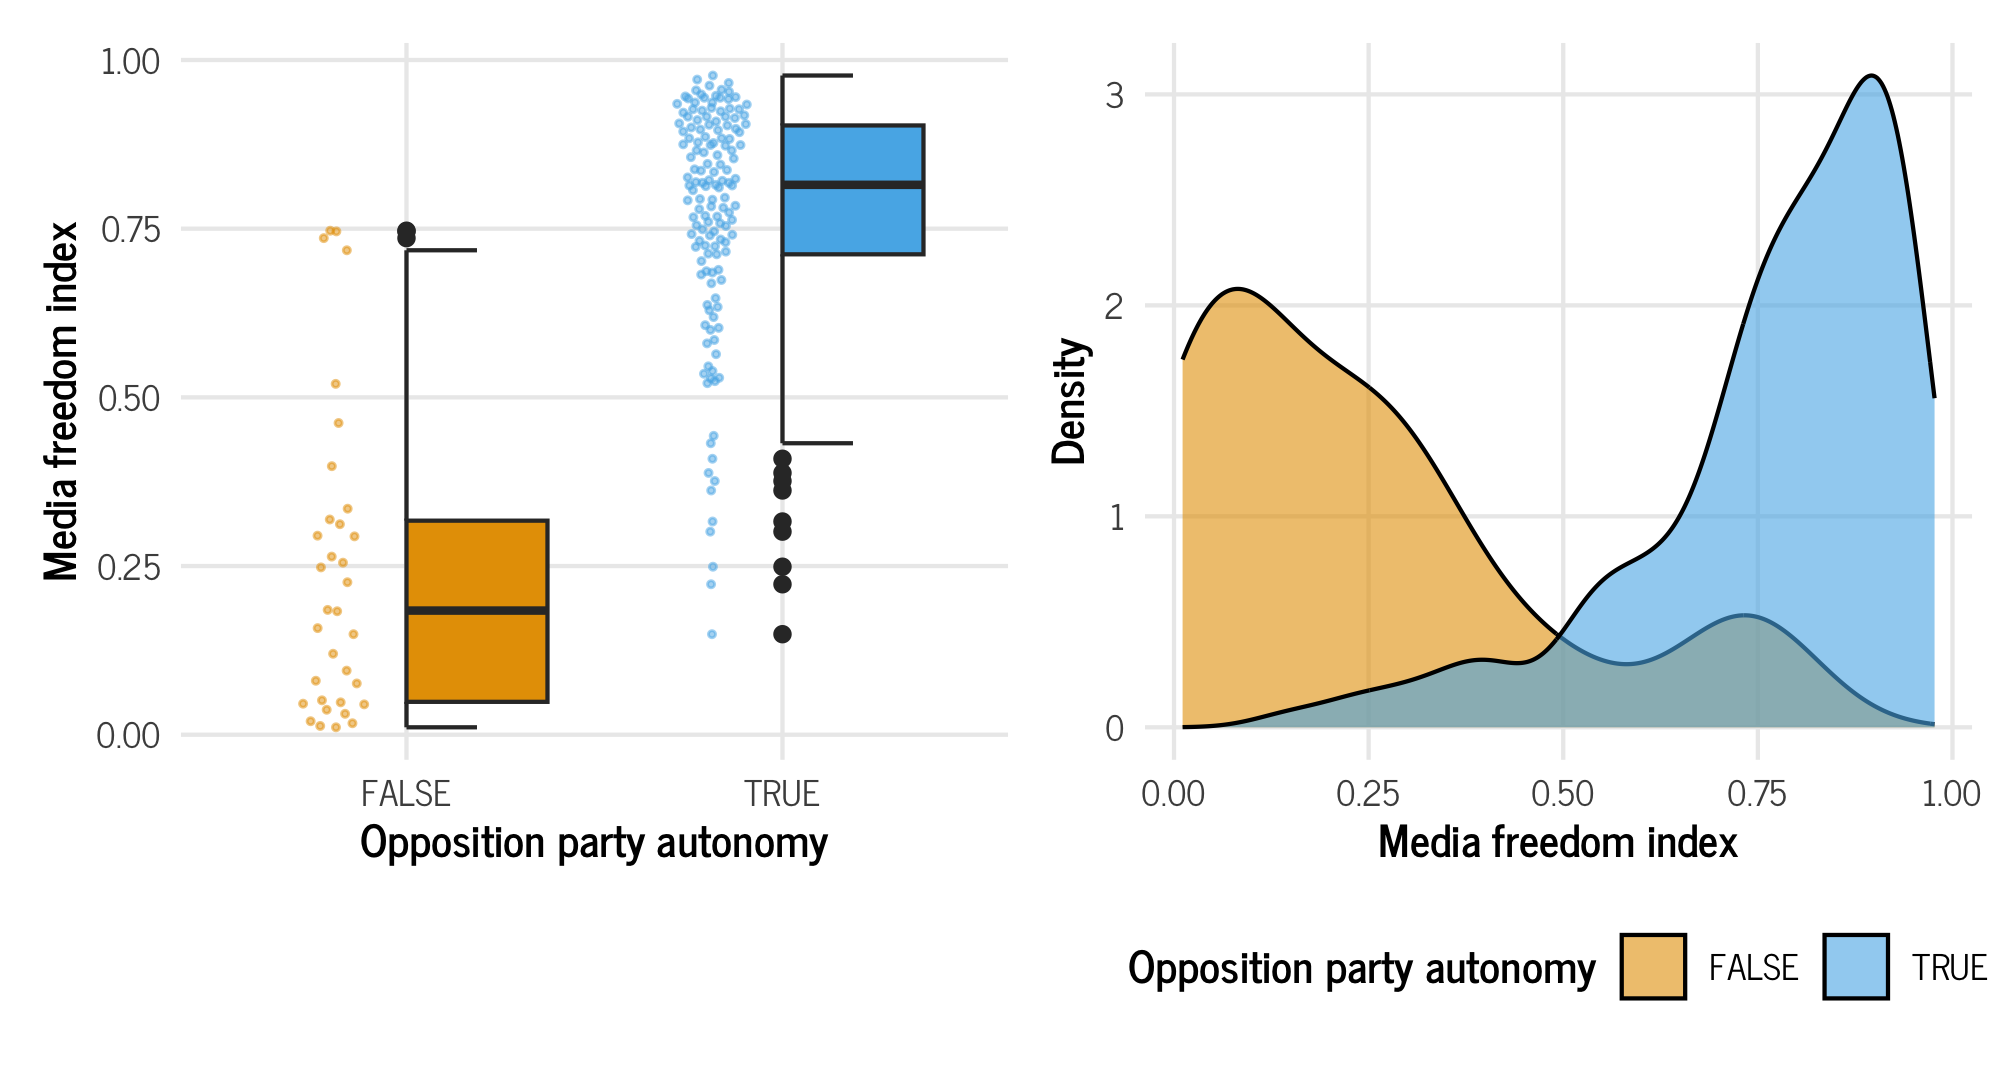 1.00
0.75
0.50
0.25
0.00
Media freedom index
FALSE TRUE
Opposition party autonomy
3
2
1
0
Density
0.00 0.25 0.50 0.75 1.00
Media freedom index
Opposition party autonomy FALSE TRUE